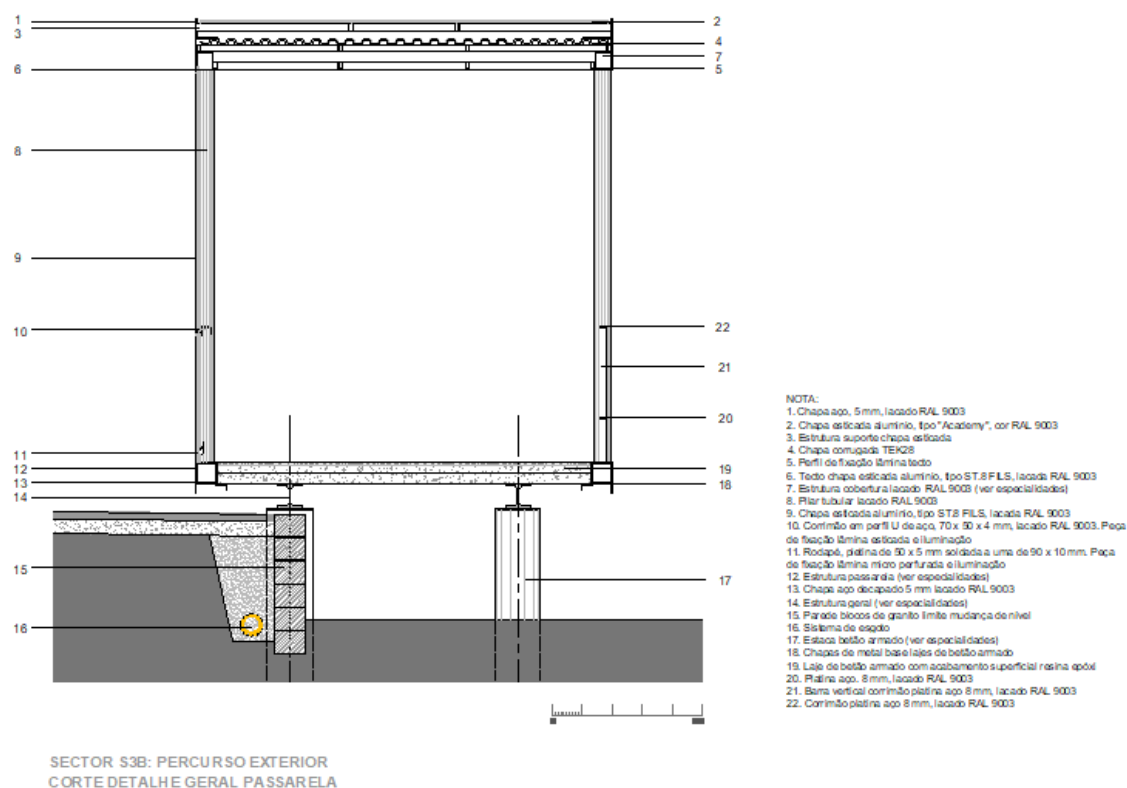 1
2
3
4
7
6
5
8
9
10
22
21
20
11
12
19
13
18
14
15
17
16
NOTA:
1. Chapa aço, 5 mm, lacado RAL 9003
2. Chapa esticada aluminio, tipo "Academy", cor RAL 9003
3. Estrutura suporte chapa esticada
4. Chapa corrugada TEK28
5. Perfil de fixação lâmina tecto
6. Tecto chapa esticada aluminio, tipo ST.8 FILS, lacada RAL 9003
7. Estrutura cobertura lacado RAL 9003 (ver especialidades)
8. Pilar tubular lacado RAL 9003
9. Chapa esticada aluminio, tipo ST8 FILS, lacada RAL 9003
10. Corrimão em perfil U de aço, 70 x 50 x 4 mm, lacado RAL 9003. Peça
de fixação lâmina esticada e iluminação
11. Rodapé, pletina de 50 x 5 mm soldada a uma de 90 x 10 mm. Peça
de fixação lâmina micro perfurada e iluminação
12. Estrutura passarela (ver especialidades)
13. Chapa aço decapado 5 mm lacado RAL 9003
14. Estrutura geral (ver especialidades)
15. Parede blocos de granito limite mudança de nível
16. Sistema de esgoto
17. Estaca betão armado (ver especialidades)
18. Chapas de metal base lajes de betão armado
19. Laje de betão armado com acabamento superficial resina epóxi
20. Platina aço. 8 mm, lacado RAL 9003
21. Barra vertical corrimão platina aço 8 mm, lacado RAL 9003
22. Corrimão platina aço 8 mm, lacado RAL 9003
SECTOR S3B: PERCURSO EXTERIOR
CORTE DETALHE GERAL PASSARELA